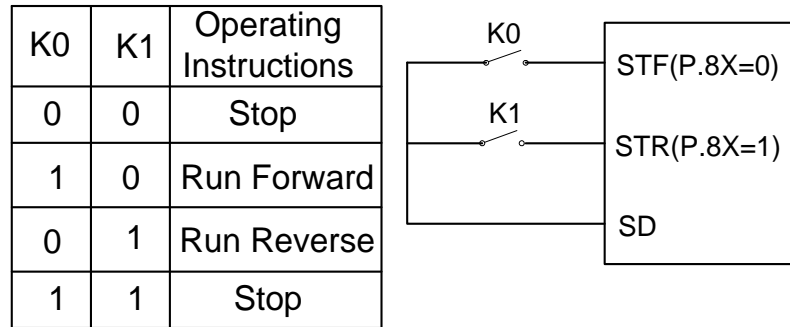 K0 K1 Operating
Instructions
0 0 Stop
1 0 Run Forward
0 1 Run Reverse
1 1 Stop
K0
STF(P.8X=0)
K1
STR(P.8X=1)
SD